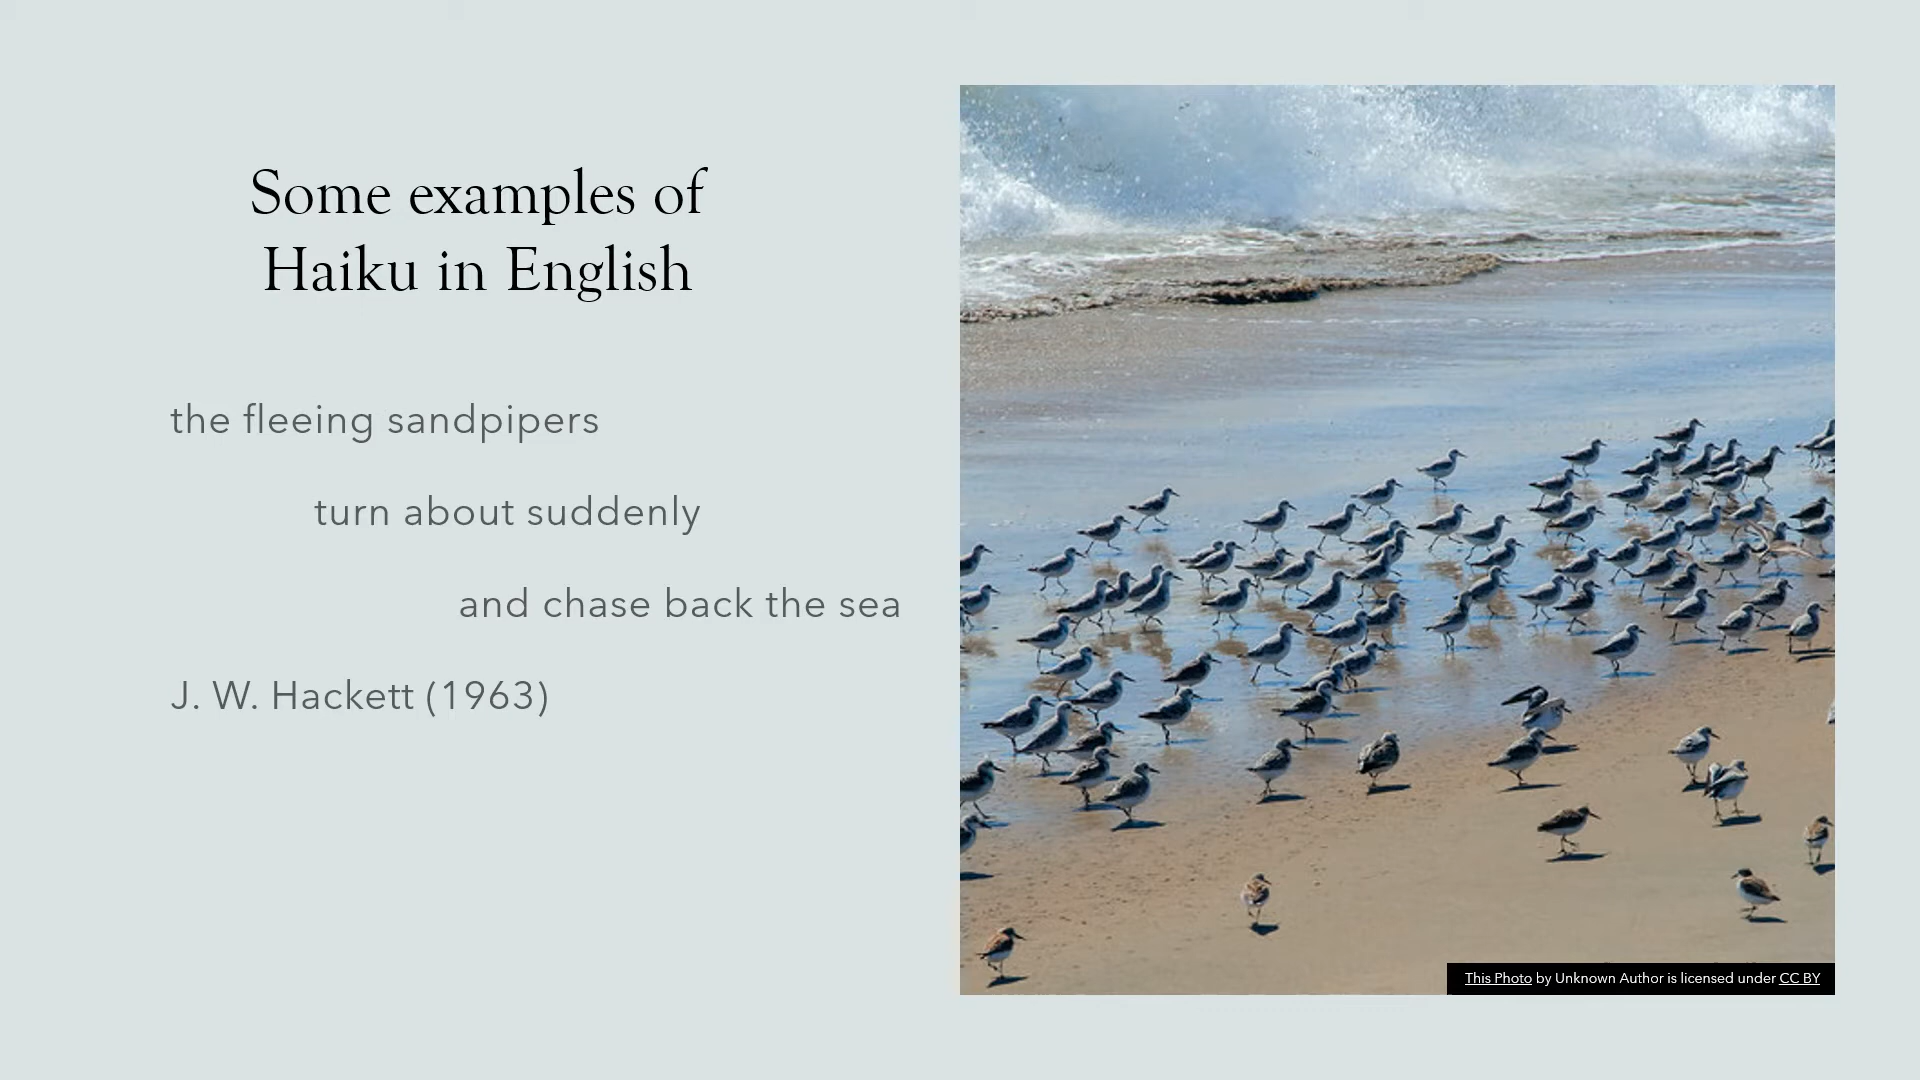 Some examples of
Haiku in English
the fleeing sandpipers
turn about suddenly
and chase back the sea
J. W. Hackett (1963)
This Photo by Unknown Author is licensed under CC BY